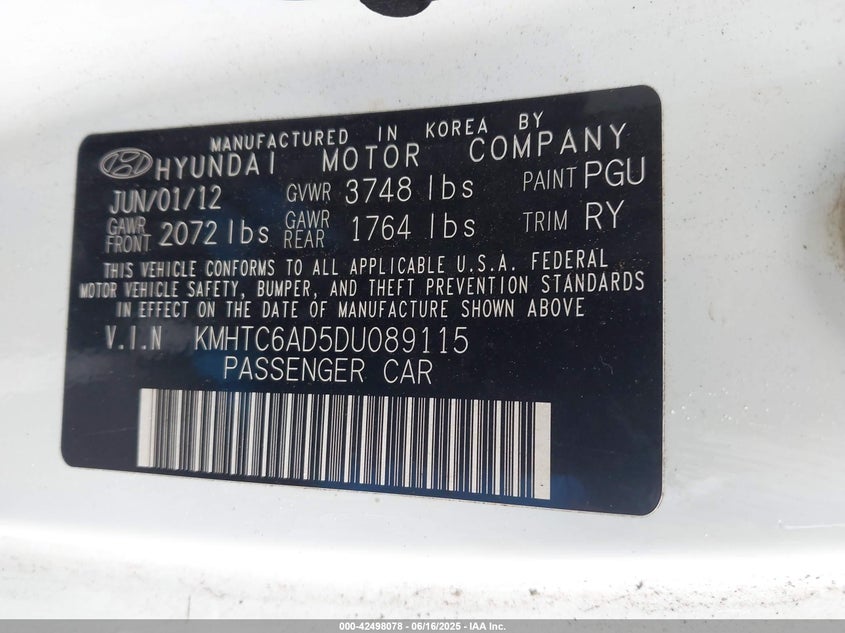 MANUFACTURED IN KOREA BY
HYUNDAI MOTOR COMPANY
JUN/01/12 GVWR 3748 lbs PAINT PGU
GAWR FRONT 2072 lbs GAWR REAR 1764 lbs TRIM RY
THIS VEHICLE CONFORMS TO ALL APPLICABLE U.S.A. FEDERAL
MOTOR VEHICLE SAFETY, BUMPER, AND THEFT PREVENTION STANDARDS
IN EFFECT ON THE DATE OF MANUFACTURE SHOWN ABOVE
V.I.N KMHTC6AD5DU089115
PASSENGER CAR
000-42498078 - 06/16/2025 - IAA Inc.